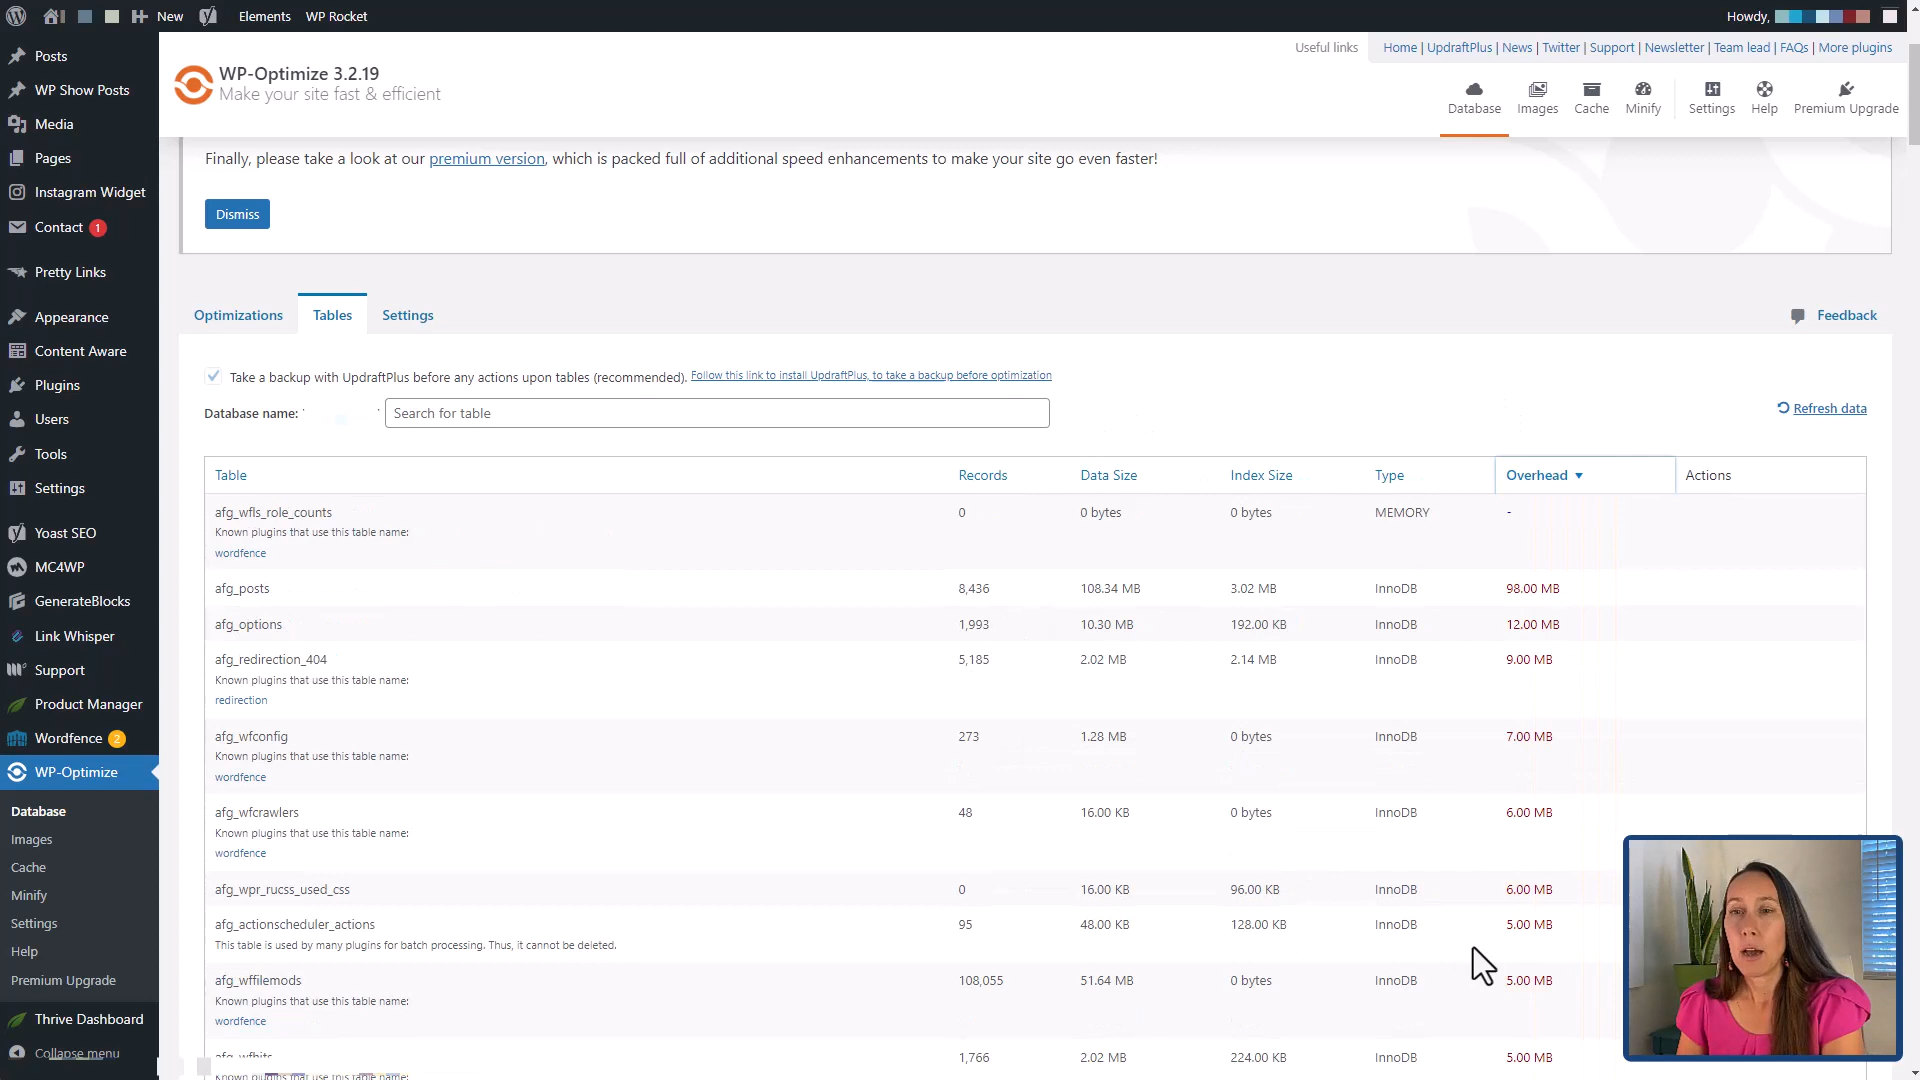 New
Elements
WP Rocket
Howdy,
Posts
WP Show Posts
Media
Pages
Instagram Widget
Contact 1
Pretty Links
Appearance
Content Aware
Plugins
Users
Tools
Settings
Yoast SEO
MC4WP
GenerateBlocks
Link Whisper
Support
Product Manager
Wordfence 2
WP-Optimize
Database
Images
Cache
Minify
Settings
Help
Premium Upgrade
Thrive Dashboard
Collapse menu
WP-Optimize 3.2.19
Make your site fast & efficient
Useful links
Home | UpdraftPlus | News | Twitter | Support | Newsletter | Team lead | FAQs | More plugins
Database
Images
Cache
Minify
Settings
Help
Premium Upgrade
Finally, please take a look at our premium version, which is packed full of additional speed enhancements to make your site go even faster!
Dismiss
Optimizations
Tables
Settings
Feedback
Take a backup with UpdraftPlus before any actions upon tables (recommended). Follow this link to install UpdraftPlus, to take a backup before optimization
Database name: ' '
Search for table
Refresh data
Table Records Data Size Index Size Type Overhead ▼ Actions
afg_wfls_role_counts 0 0 bytes 0 bytes MEMORY -
Known plugins that use this table name:
wordfence
afg_posts 8,436 108.34 MB 3.02 MB InnoDB 98.00 MB
afg_options 1,993 10.30 MB 192.00 KB InnoDB 12.00 MB
afg_redirection_404 5,185 2.02 MB 2.14 MB InnoDB 9.00 MB
Known plugins that use this table name:
redirection
afg_wfconfig 273 1.28 MB 0 bytes InnoDB 7.00 MB
Known plugins that use this table name:
wordfence
afg_wfcrawlers 48 16.00 KB 0 bytes InnoDB 6.00 MB
Known plugins that use this table name:
wordfence
afg_wpr_rucss_used_css 0 16.00 KB 96.00 KB InnoDB 6.00 MB
afg_actionscheduler_actions 95 48.00 KB 128.00 KB InnoDB 5.00 MB
This table is used by many plugins for batch processing. Thus, it cannot be deleted.
afg_wffilemods 108,055 51.64 MB 0 bytes InnoDB 5.00 MB
Known plugins that use this table name:
wordfence
afg_wfhits 1,766 2.02 MB 224.00 KB InnoDB 5.00 MB
Known plugins that use this table name: